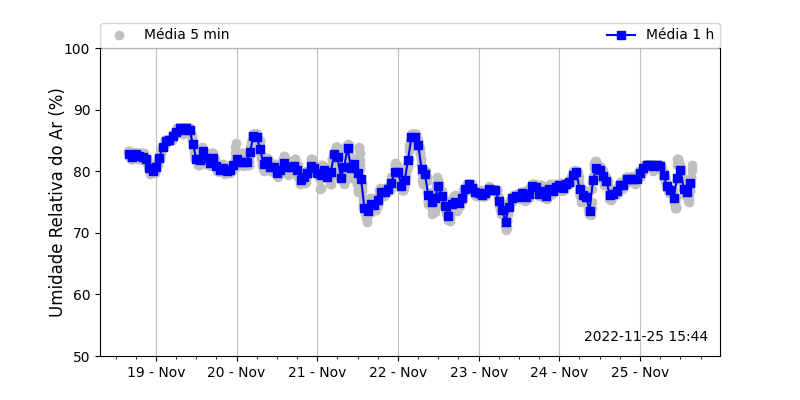 Média 5 min
Média 1 h
Umidade Relativa do Ar (%)
100
90
80
70
60
50
2022-11-25 15:44
19 - Nov
20 - Nov
21 - Nov
22 - Nov
23 - Nov
24 - Nov
25 - Nov